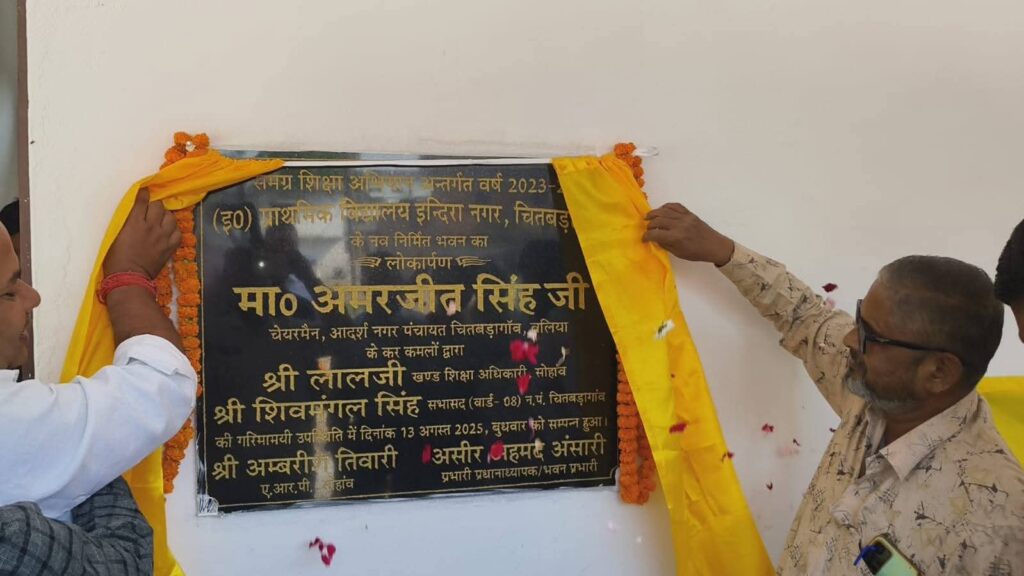 समग्र शिक्षा अभियान अन्तर्गत वर्ष 2023-
(इ0) प्राथमिक विद्यालय इन्दिरा नगर, चितबड़
के नव निर्मित भवन का
लोकार्पण
मा0 अमरजीत सिंह जी
चेयरमैन, आदर्श नगर पंचायत चितबड़ागाँव, बलिया
के कर कमलों द्वारा
श्री लालजी खण्ड शिक्षा अधिकारी, सोहांव
श्री शिवमंगल सिंह सभासद (वार्ड- 08) न.पं. चितबड़ागाँव
की गरिमामयी उपस्थिति में दिनांक 13 अगस्त 2025, बुधवार को सम्पन्न हुआ।
श्री अम्बरीश तिवारी असीर अहमद अंसारी
ए.आर.पी. सोहांव प्रभारी प्रधानाध्यापक/भवन प्रभारी